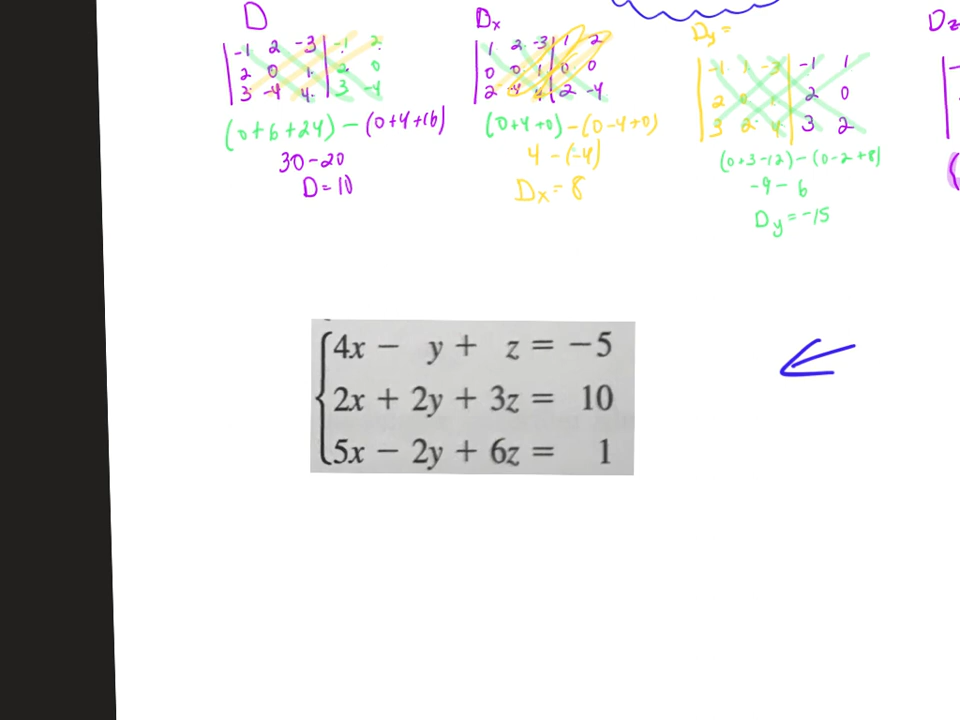 D
|-1 2 -3| -1 2
|2 0 1| 2 0
|3 -4 4| 3 -4
(0+6+24) - (0+4+16)
30-20
D=10
Dx
|1 2 -3| 1 2
|0 0 1| 0 0
|2 -4 4| 2 -4
(0+4+0) - (0-4+0)
4 - (-4)
Dx = 8
Dy =
|-1 1 -3| -1 1
|2 0 1| 2 0
|3 2 4| 3 2
(0+3-12) - (0-2+8)
-9 - 6
Dy = -15
Dz
4x - y + z = -5
2x + 2y + 3z = 10
5x - 2y + 6z = 1